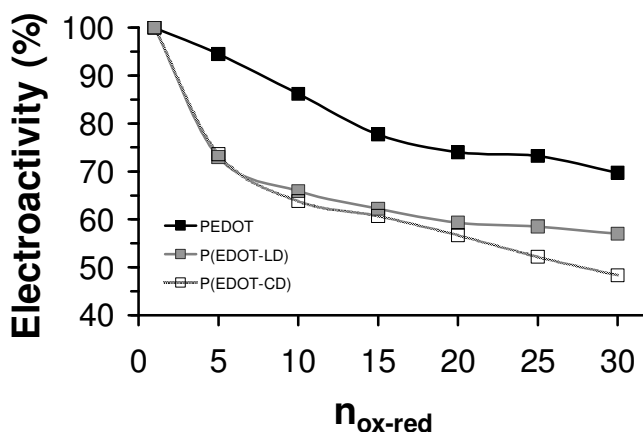 Electroactivity (%)
100
90
80
70
60
50
40
PEDOT
P(EDOT-LD)
P(EDOT-CD)
0 5 10 15 20 25 30
nox-red